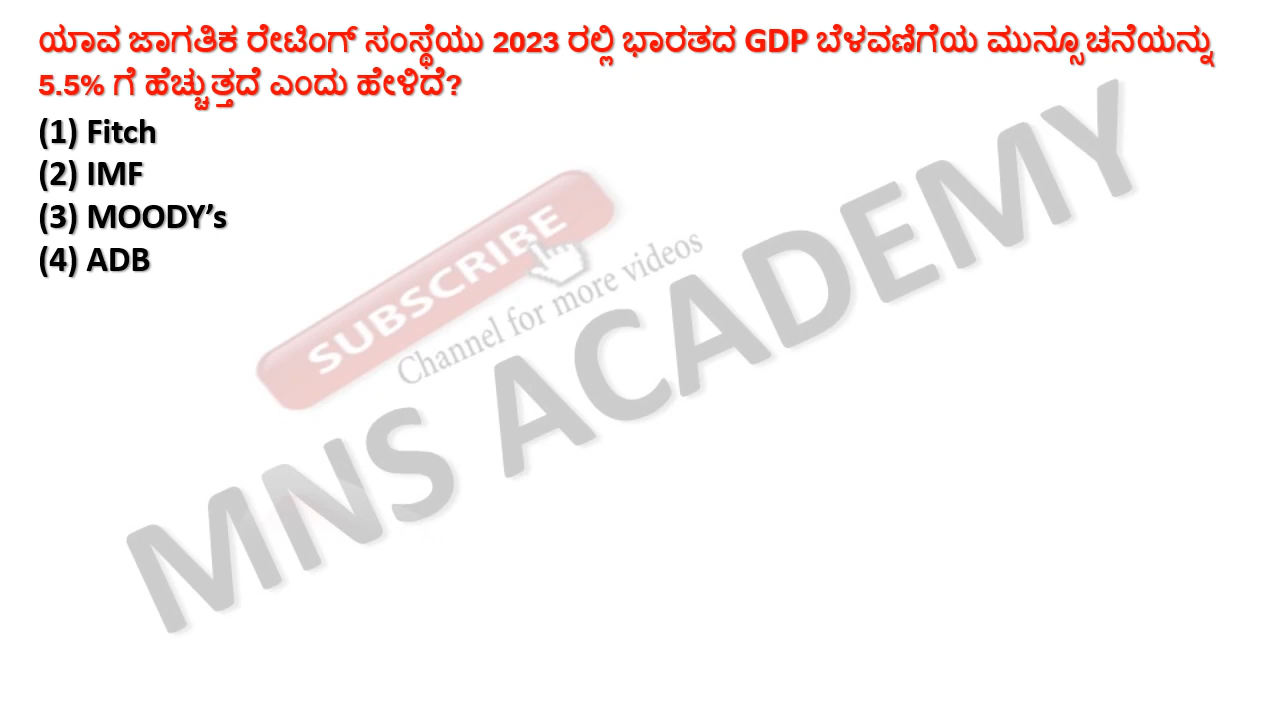 ಯಾವ ಜಾಗತಿಕ ರೇಟಿಂಗ್ ಸಂಸ್ಥೆಯು 2023 ರಲ್ಲಿ ಭಾರತದ GDP ಬೆಳವಣಿಗೆಯ ಮುನ್ಸೂಚನೆಯನ್ನು
5.5% ಗೆ ಹೆಚ್ಚುತ್ತದೆ ಎಂದು ಹೇಳಿದೆ?
(1) Fitch
(2) IMF
(3) MOODY’s
(4) ADB
SUBSCRIBE
Channel for more videos
MNS ACADEMY